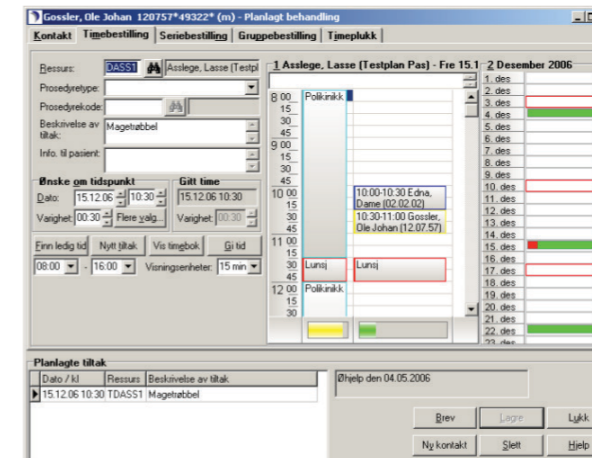 Gossler, Ole Johan 120757*49322* (m) - Planlagt behandling
Kontakt Timebestilling Seriebestilling Gruppebestilling Timeplukk
Ressurs: DASS1 Asslege, Lasse (Testpl
Prosedyretype:
Prosedyrekode:
Beskrivelse av tiltak: Magetrøbbel
Info. til pasient:
Ønske om tidspunkt
Dato: 15.12.06 10:30
Varighet: 00:30 Flere valg...
Gitt time
15.12.06 10:30
Varighet: 00:30
Finn ledig tid Nytt tiltak Vis timebok Gi tid
08:00 - 16:00 Visningsenheter: 15 min
1 Asslege, Lasse (Testplan Pas) - Fre 15.1
8 00 Polikinikk
15
30
45
9 00
15
30
45
10 00 10:00-10:30 Edna,
15 Dame (02.02.02)
30 10:30-11:00 Gossler,
45 Ole Johan (12.07.57)
11 00
15
30 Lunsj Lunsj
45
12 00 Polikinikk
15
30
2 Desember 2006
1. des
2. des
3. des
4. des
5. des
6. des
7. des
8. des
9. des
10. des
11. des
12. des
13. des
14. des
15. des
16. des
17. des
18. des
19. des
20. des
21. des
22. des
23. des
Planlagte tiltak
Dato / kl Ressurs Beskrivelse av tiltak
15.12.06 10:30 TDASS1 Magetrøbbel
Øhjelp den 04.05.2006
Brev Lagre Lukk
Ny kontakt Slett Hjelp